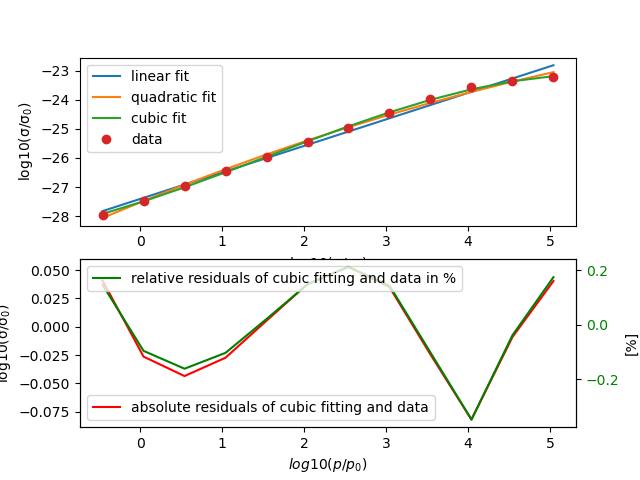 −23
−24
−25
−26
−27
−28
log10(σ/σ₀)
linear fit
quadratic fit
cubic fit
data
0 1 2 3 4 5
0.050
0.025
0.000
−0.025
−0.050
−0.075
log10(σ/σ₀)
relative residuals of cubic fitting and data in %
absolute residuals of cubic fitting and data
0.2
0.0
−0.2
[%]
0 1 2 3 4 5
log10(p/p₀)